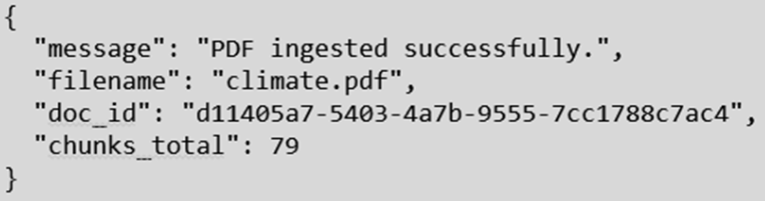 {
  "message": "PDF ingested successfully.",
  "filename": "climate.pdf",
  "doc_id": "d11405a7-5403-4a7b-9555-7cc1788c7ac4",
  "chunks_total": 79
}